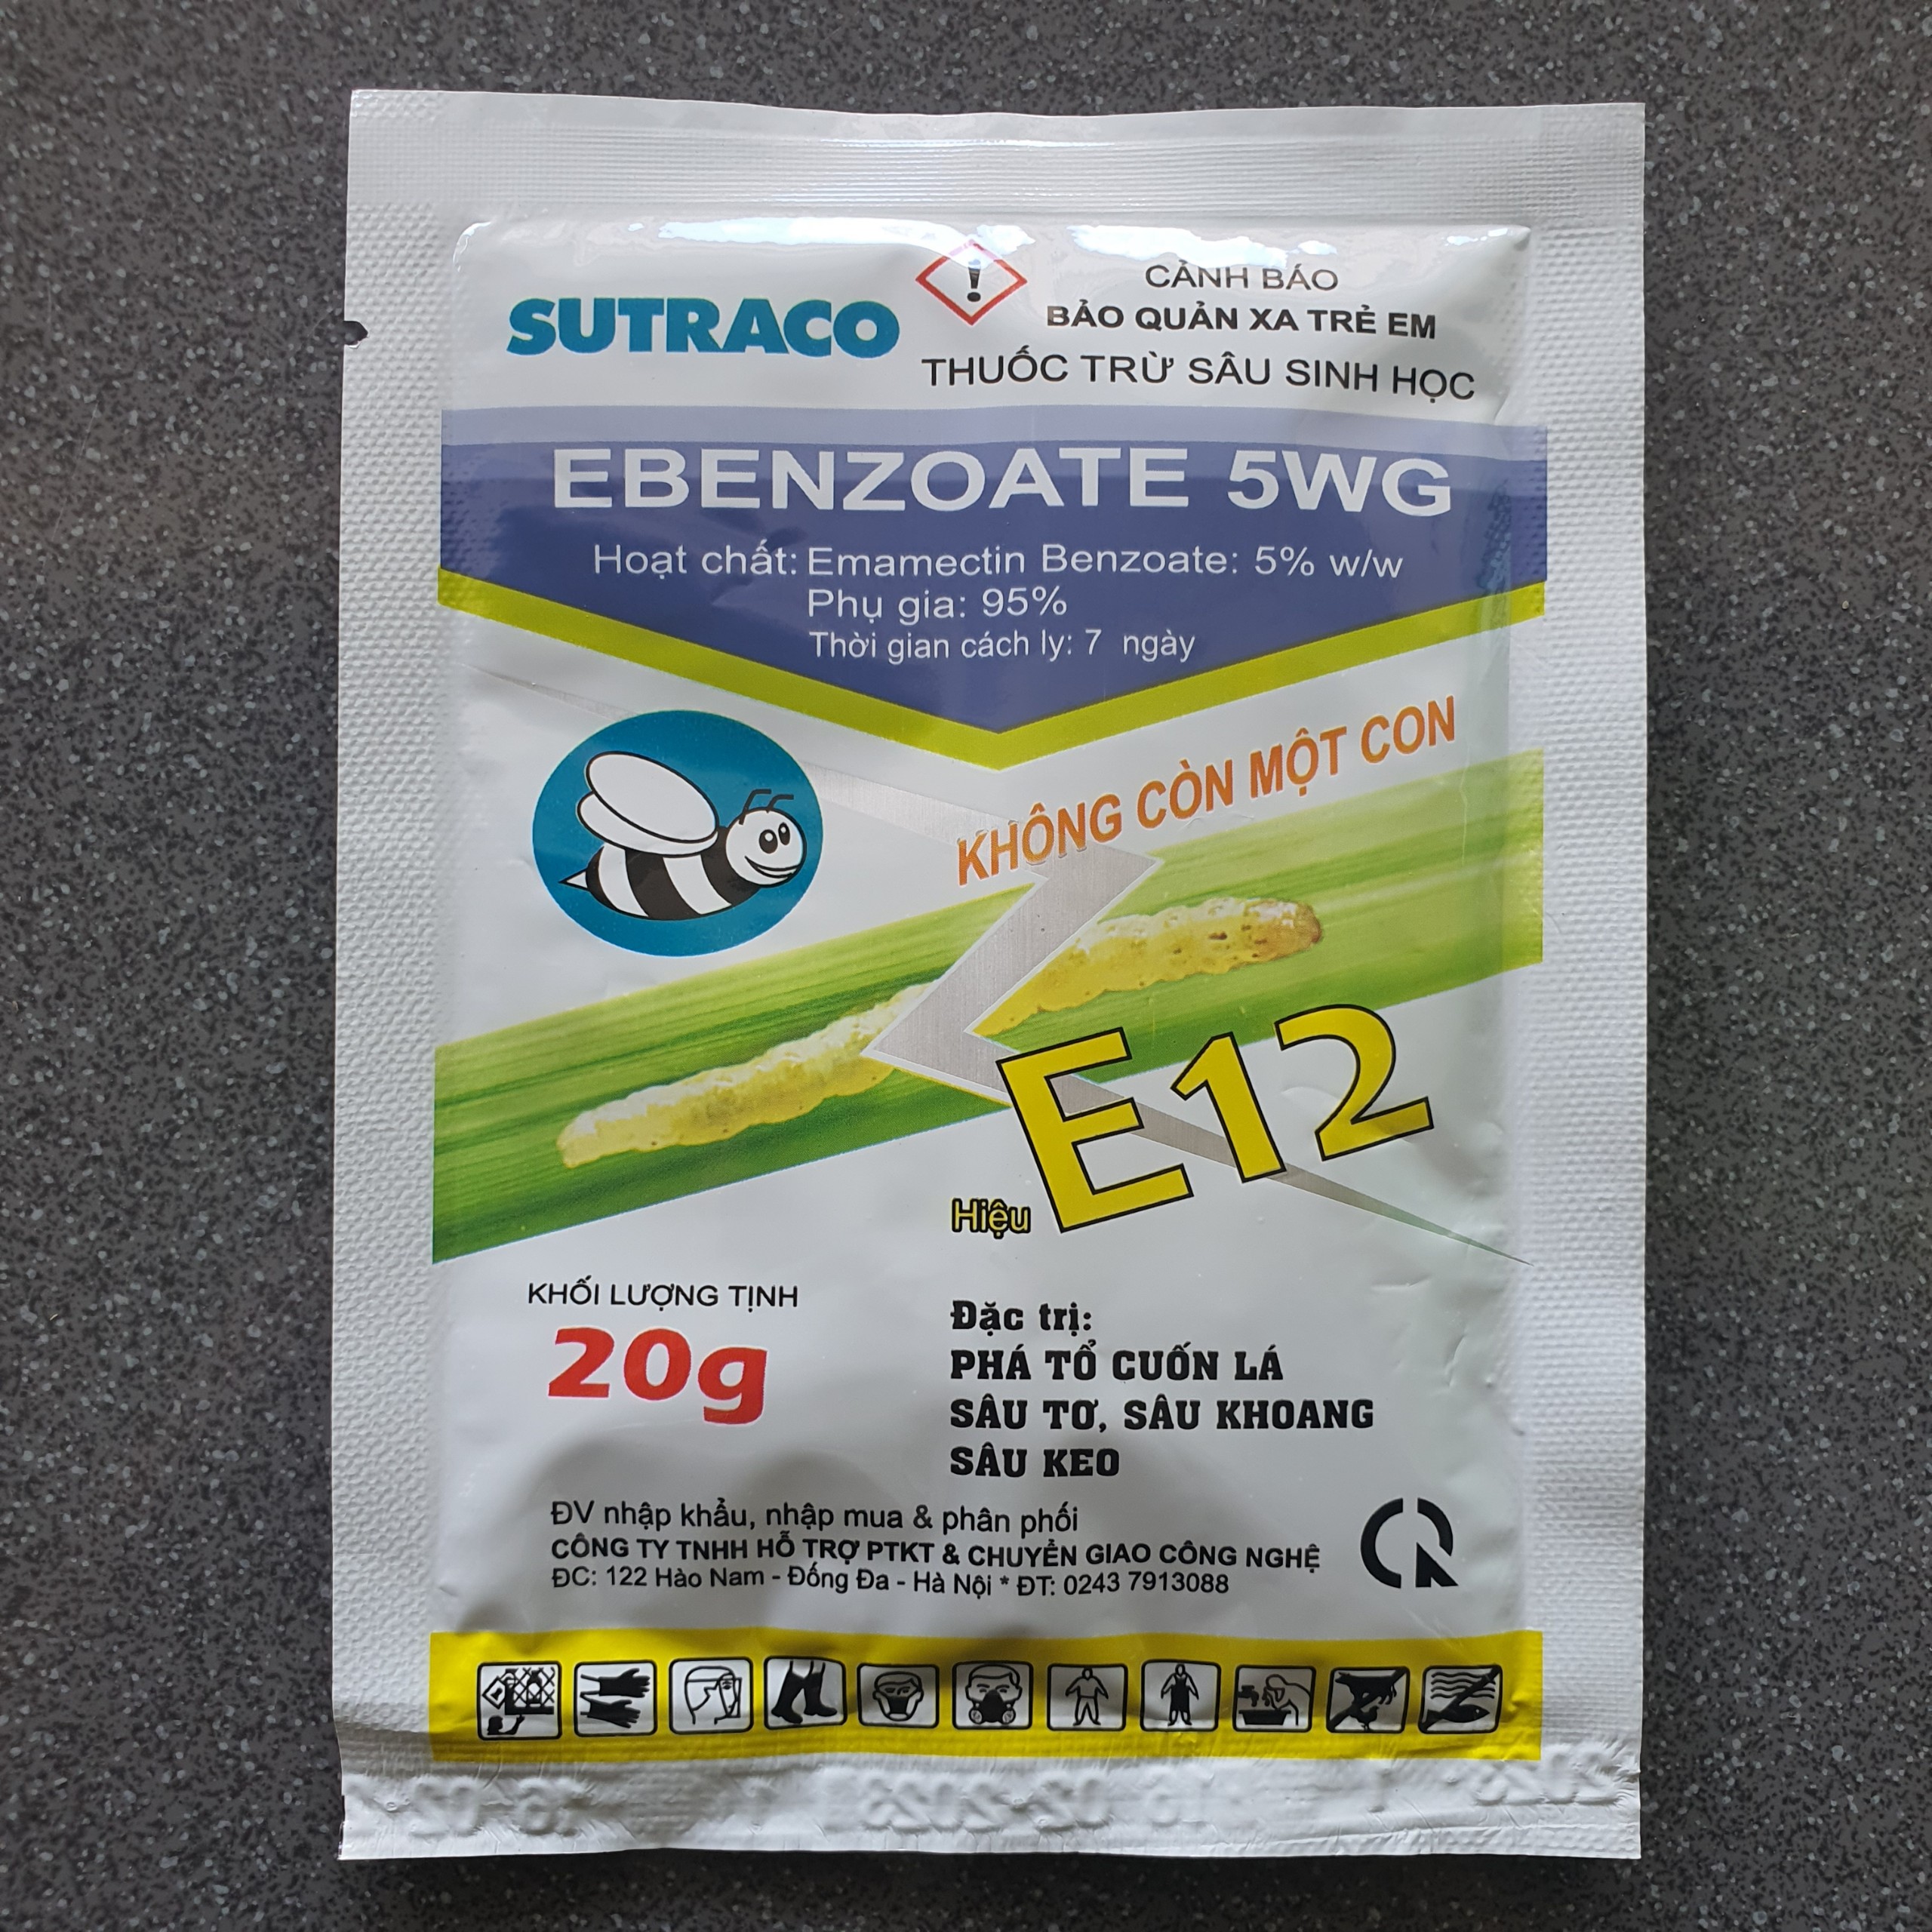 SUTRACO
CẢNH BÁO
BẢO QUẢN XA TRẺ EM
THUỐC TRỪ SÂU SINH HỌC
EBENZOATE 5WG
Hoạt chất: Emamectin Benzoate: 5% w/w
Phụ gia: 95%
Thời gian cách ly: 7 ngày
KHÔNG CÒN MỘT CON
Hiệu E12
KHỐI LƯỢNG TỊNH
20g
Đặc trị:
PHÁ TỔ CUỐN LÁ
SÂU TƠ, SÂU KHOANG
SÂU KEO
ĐV nhập khẩu, nhập mua & phân phối
CÔNG TY TNHH HỖ TRỢ PTKT & CHUYỂN GIAO CÔNG NGHỆ
ĐC: 122 Hào Nam - Đống Đa - Hà Nội * ĐT: 0243 7913088